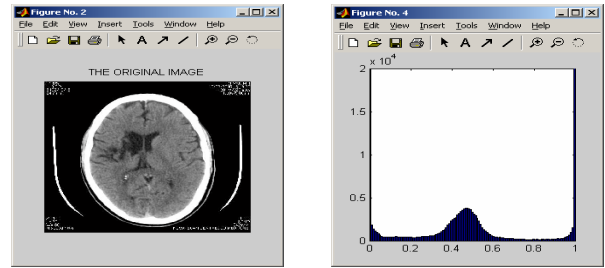 Figure No. 2
File Edit View Insert Tools Window Help
THE ORIGINAL IMAGE
Figure No. 4
File Edit View Insert Tools Window Help
x 10^4
2
1.5
1
0.5
0
0 0.2 0.4 0.6 0.8 1